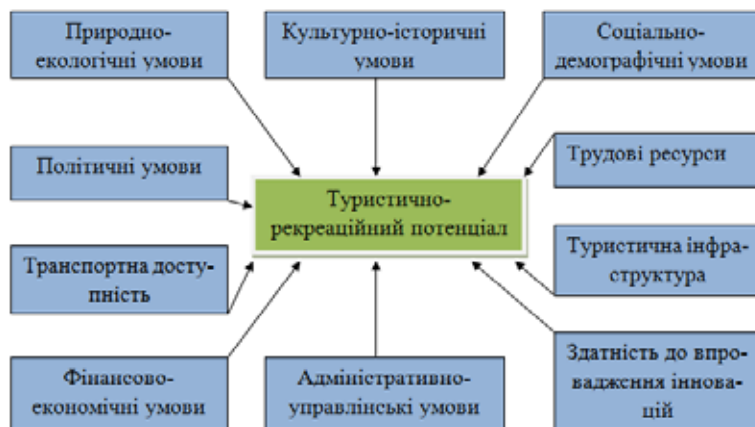 Природно-
екологічні умови
Культурно-історичні
умови
Соціально-
демографічні умови
Політичні умови
Трудові ресурси
Туристично-
рекреаційний потенціал
Транспортна досту-
пність
Туристична інфра-
структура
Фінансово-
економічні умови
Адміністративно-
управлінські умови
Здатність до впро-
вадження іннова-
цій